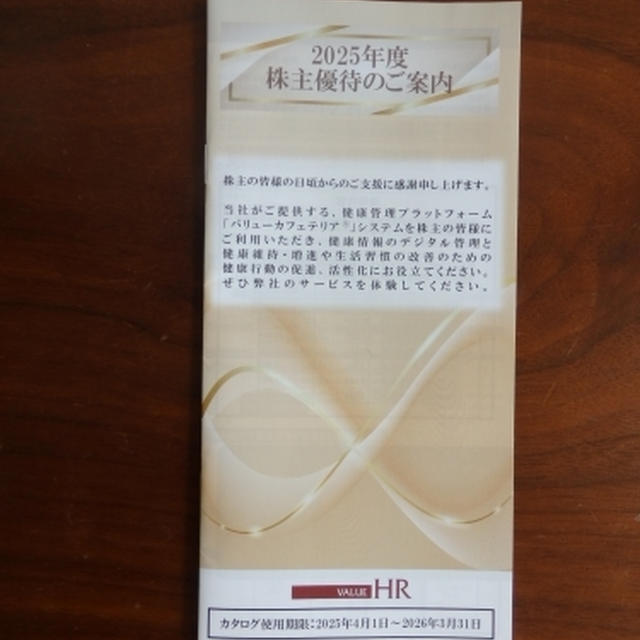 2025年度
株主優待のご案内
株主の皆様の日頃からのご支援に感謝申し上げます。
当社がご提供する、健康管理プラットフォーム
「バリューカフェテリア®」システムを株主の皆様に
ご利用いただき、健康情報のデジタル管理と
健康維持・増進や生活習慣の改善のための
健康行動の促進、活性化にお役立てください。
ぜひ弊社のサービスを体験してください。
VALUE HR
カタログ使用期限：2025年4月1日～2026年3月31日